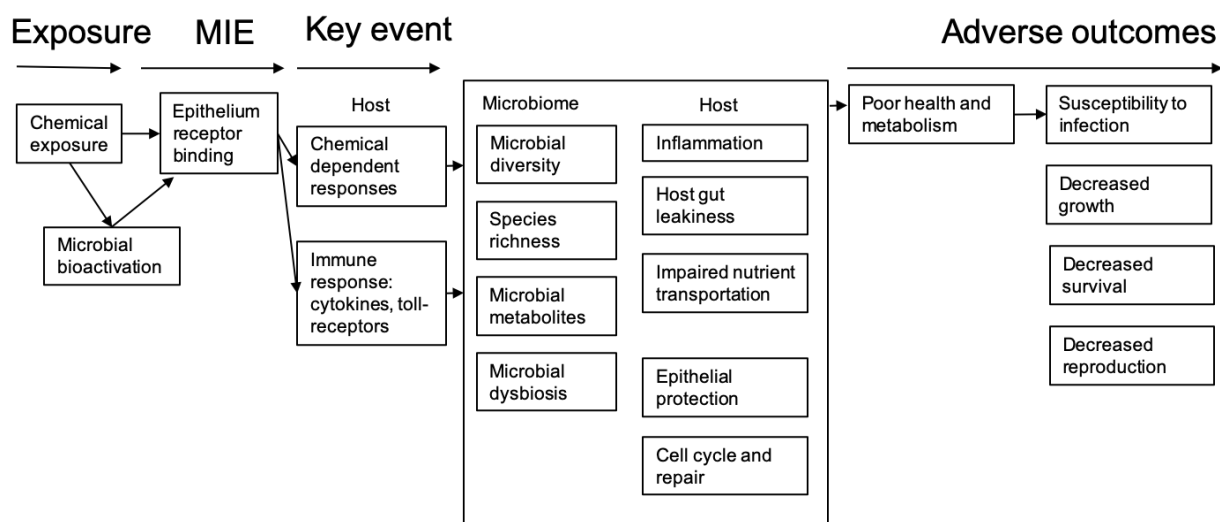 Exposure
MIE
Key event
Adverse outcomes
Chemical
exposure
Microbial
bioactivation
Epithelium
receptor
binding
Host
Chemical
dependent
responses
Immune
response:
cytokines, toll-
receptors
Microbiome
Microbial
diversity
Species
richness
Microbial
metabolites
Microbial
dysbiosis
Host
Inflammation
Host gut
leakiness
Impaired nutrient
transportation
Epithelial
protection
Cell cycle and
repair
Poor health and
metabolism
Susceptibility to
infection
Decreased
growth
Decreased
survival
Decreased
reproduction